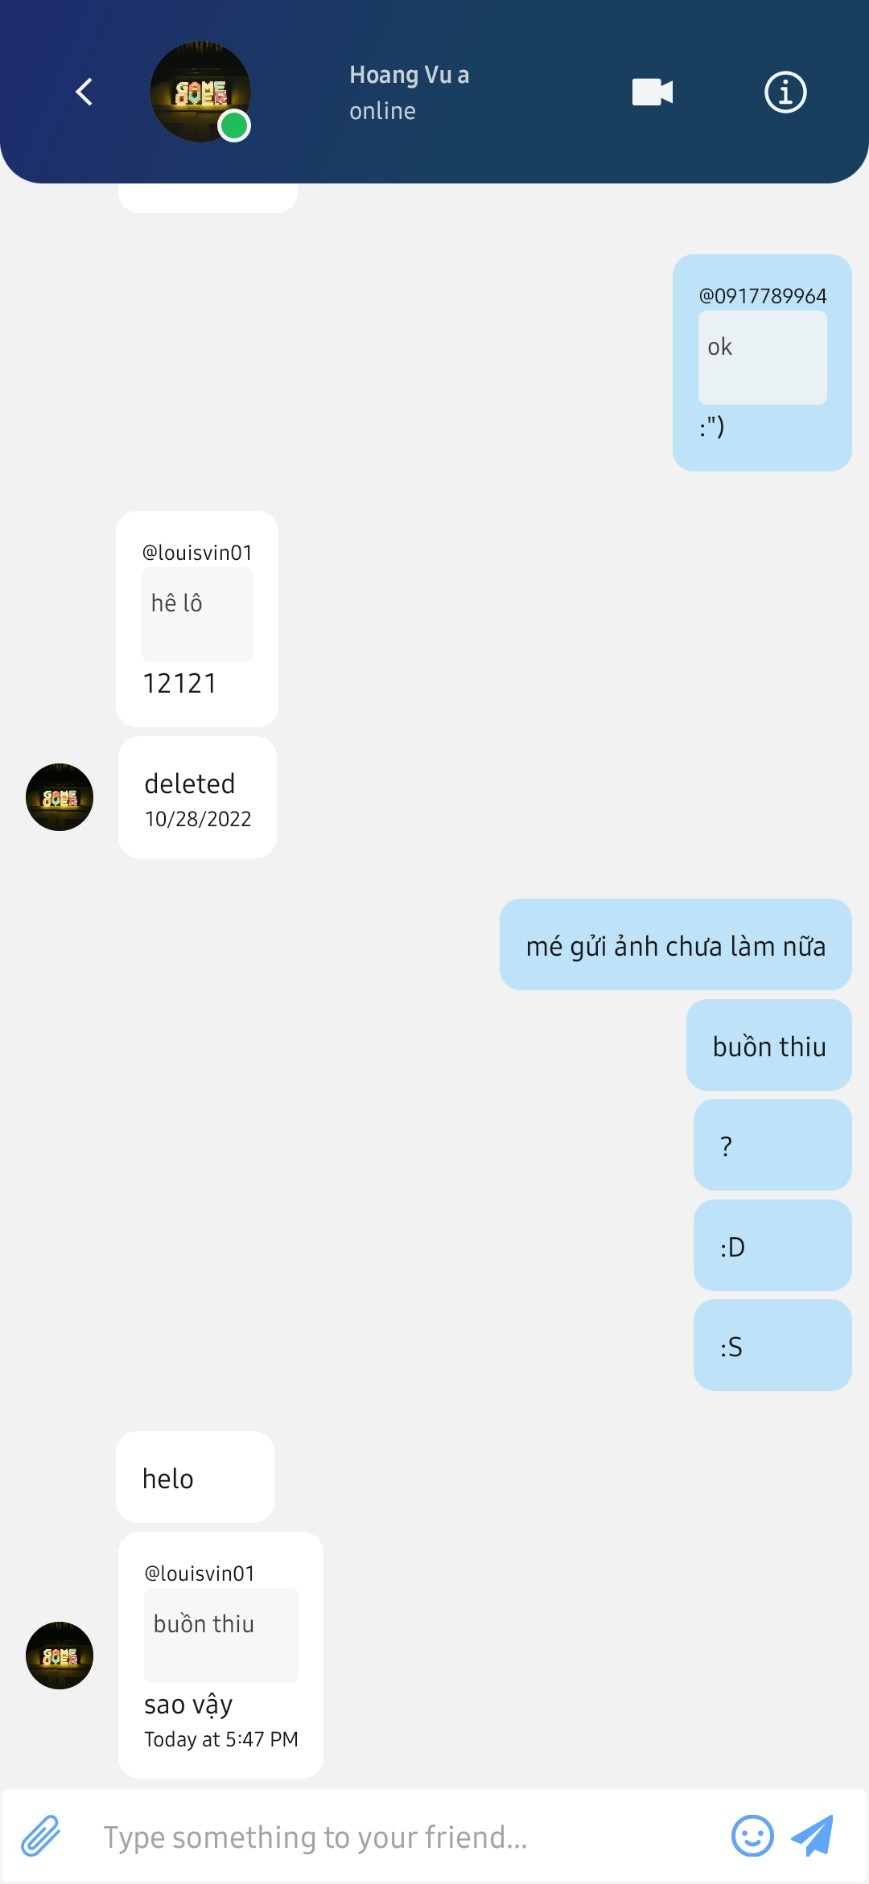 GAME
OVER
Hoang Vu a
online
@0917789964
ok
:")
@louisvin01
hê lô
12121
GAME
OVER
deleted
10/28/2022
mé gửi ảnh chưa làm nữa
buồn thiu
?
:D
:S
helo
@louisvin01
buồn thiu
GAME
OVER
sao vậy
Today at 5:47 PM
Type something to your friend...